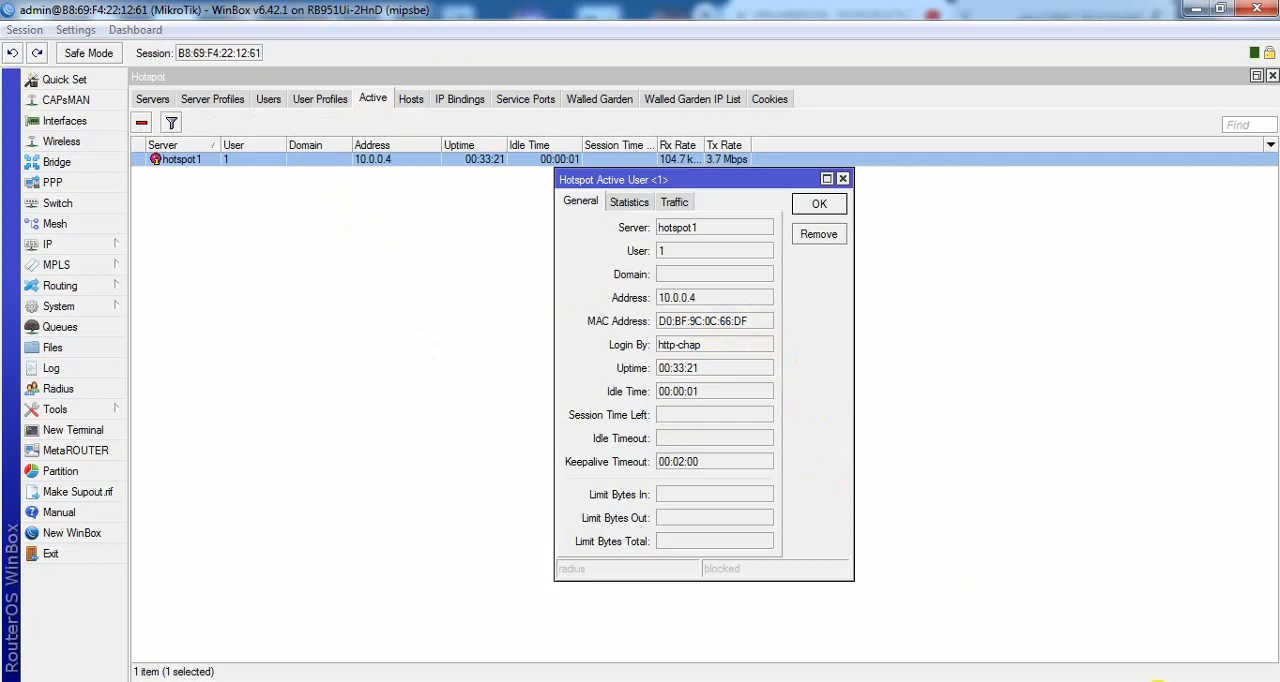 admin@B8:69:F4:22:12:61 (MikroTik) - WinBox v6.42.1 on RB951Ui-2HnD (mipsbe)
Session Settings Dashboard
Safe Mode Session: B8:69:F4:22:12:61
Hotspot
Quick Set
CAPsMAN
Interfaces
Wireless
Bridge
PPP
Switch
Mesh
IP
MPLS
Routing
System
Queues
Files
Log
Radius
Tools
New Terminal
MetaROUTER
Partition
Make Supout.rif
Manual
New WinBox
Exit
RouterOS WinBox
Servers Server Profiles Users User Profiles Active Hosts IP Bindings Service Ports Walled Garden Walled Garden IP List Cookies
Find
Server User Domain Address Uptime Idle Time Session Time ... Rx Rate Tx Rate
hotspot1 1 10.0.0.4 00:33:21 00:00:01 104.7 k... 3.7 Mbps
Hotspot Active User <1>
General Statistics Traffic
OK
Remove
Server: hotspot1
User: 1
Domain:
Address: 10.0.0.4
MAC Address: D0:BF:9C:0C:66:DF
Login By: http-chap
Uptime: 00:33:21
Idle Time: 00:00:01
Session Time Left:
Idle Timeout:
Keepalive Timeout: 00:02:00
Limit Bytes In:
Limit Bytes Out:
Limit Bytes Total:
radius blocked
1 item (1 selected)